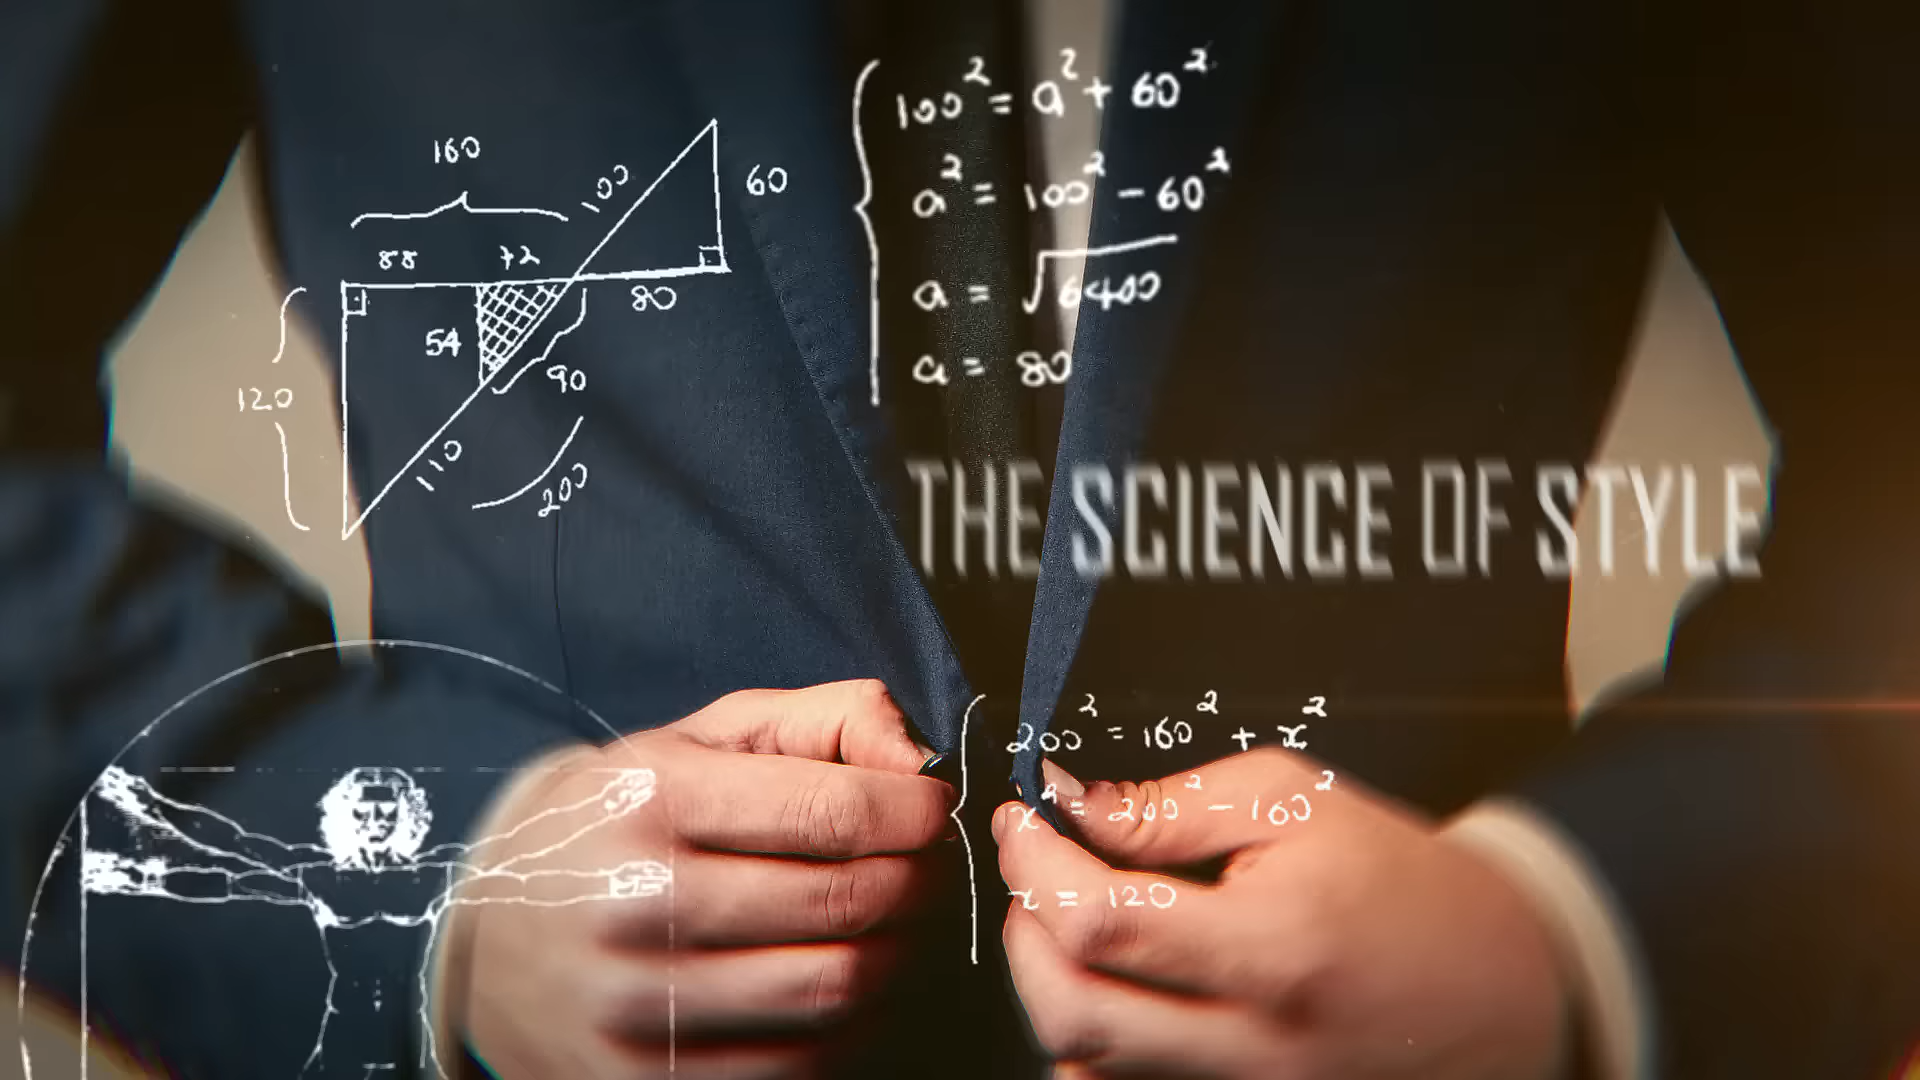 160
100
60
88
72
80
54
90
120
110
200
100² = a² + 60²
a² = 100² - 60²
a = √6400
a = 80
THE SCIENCE OF STYLE
200² = 160² + x²
x² = 200² - 160²
x = 120